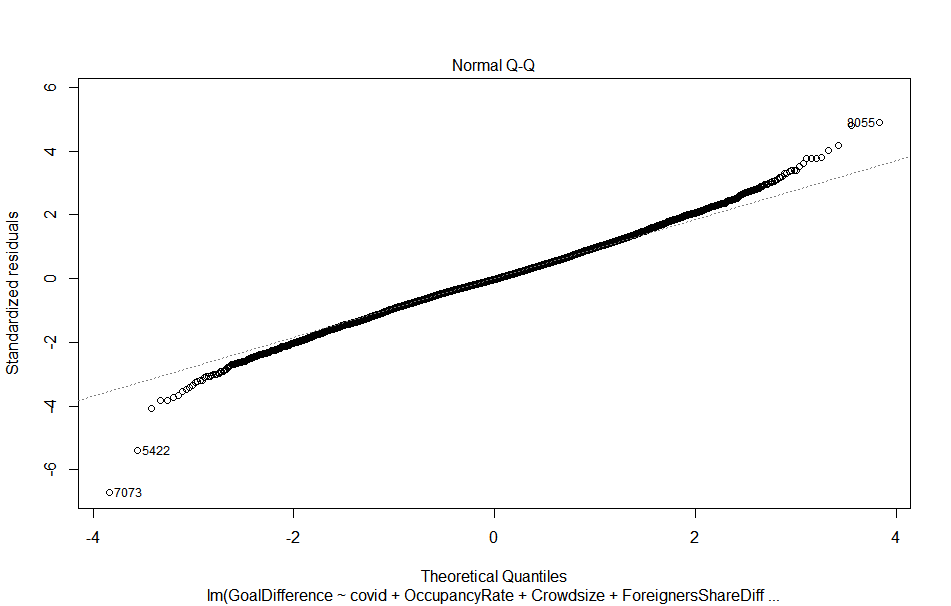 Normal Q-Q
6
4
2
0
-2
-4
-6
Standardized residuals
8055
5422
7073
-4 -2 0 2 4
Theoretical Quantiles
lm(GoalDifference ~ covid + OccupancyRate + Crowdsize + ForeignersShareDiff ...